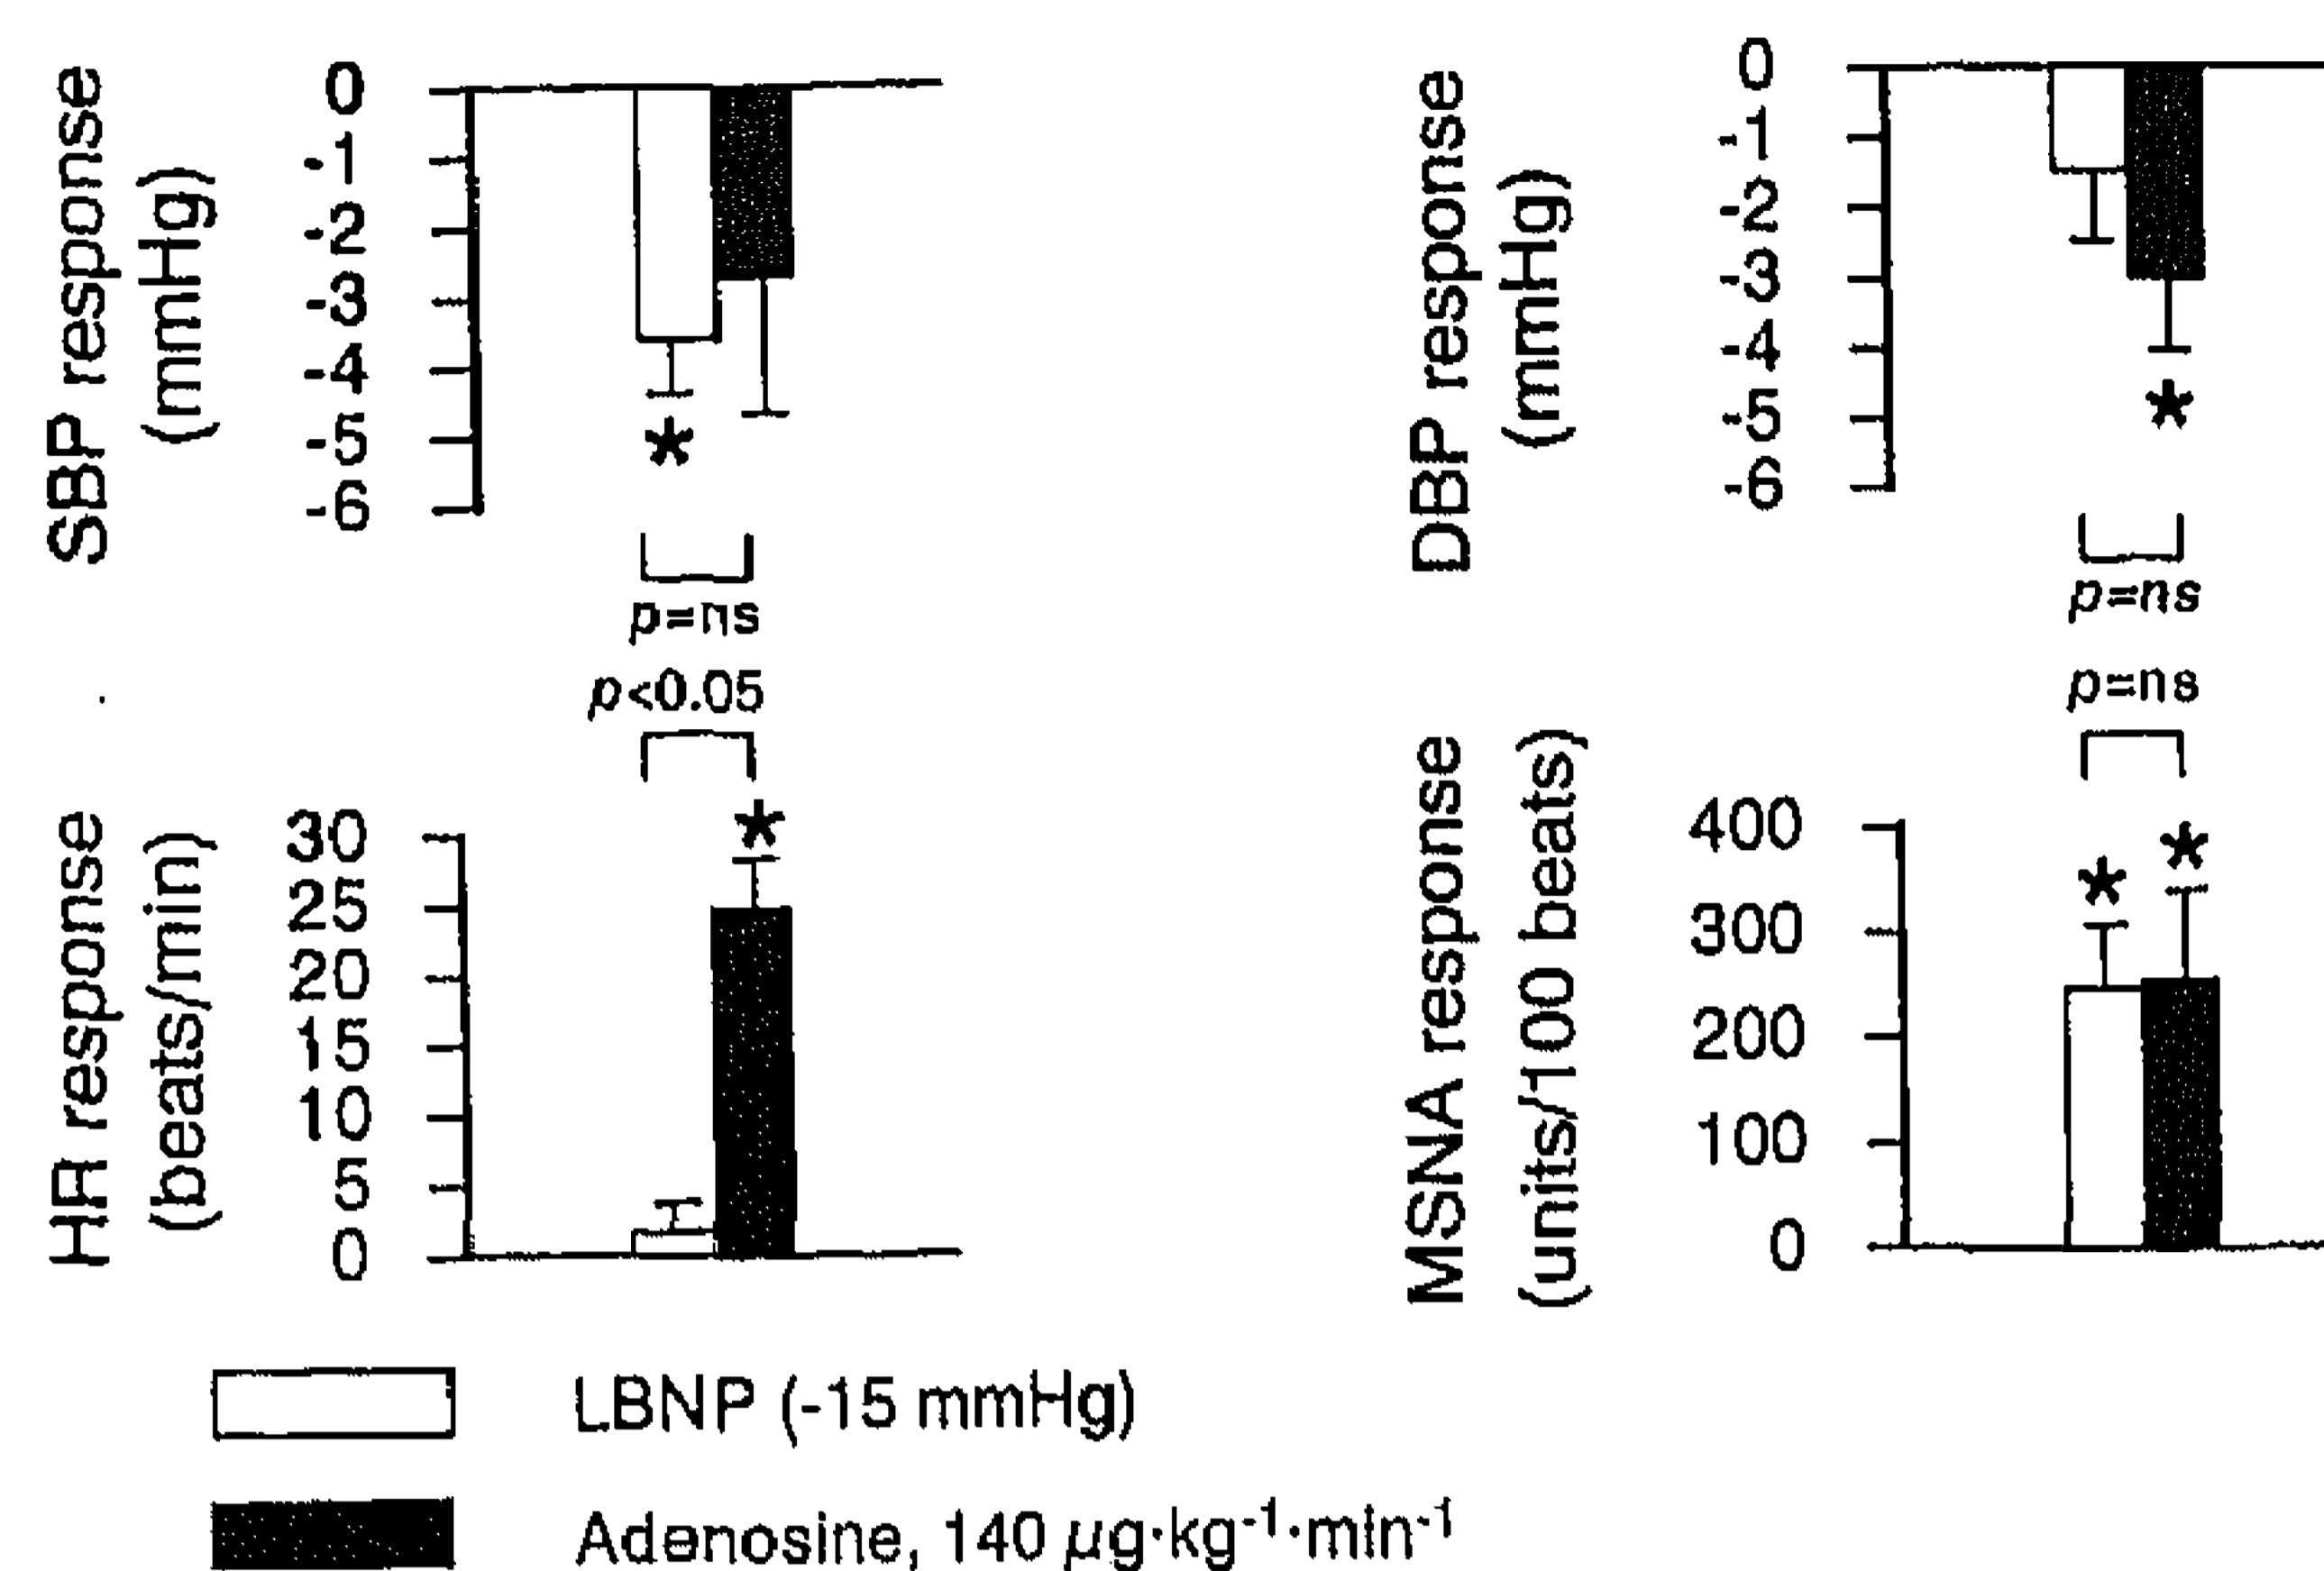 SBP response
(mmHg)
0
-1
-2
-3
-4
-5
-6
*
p=ns
DBP response
(mmHg)
0
-1
-2
-3
-4
-5
-6
*
p=ns
HR response
(beats/min)
p<0.05
*
30
25
20
15
10
5
0
MSNA response
(units/100 beats)
p=ns
* *
400
300
200
100
0
LBNP (-15 mmHg)
Adenosine, 140 µg·kg⁻¹·min⁻¹